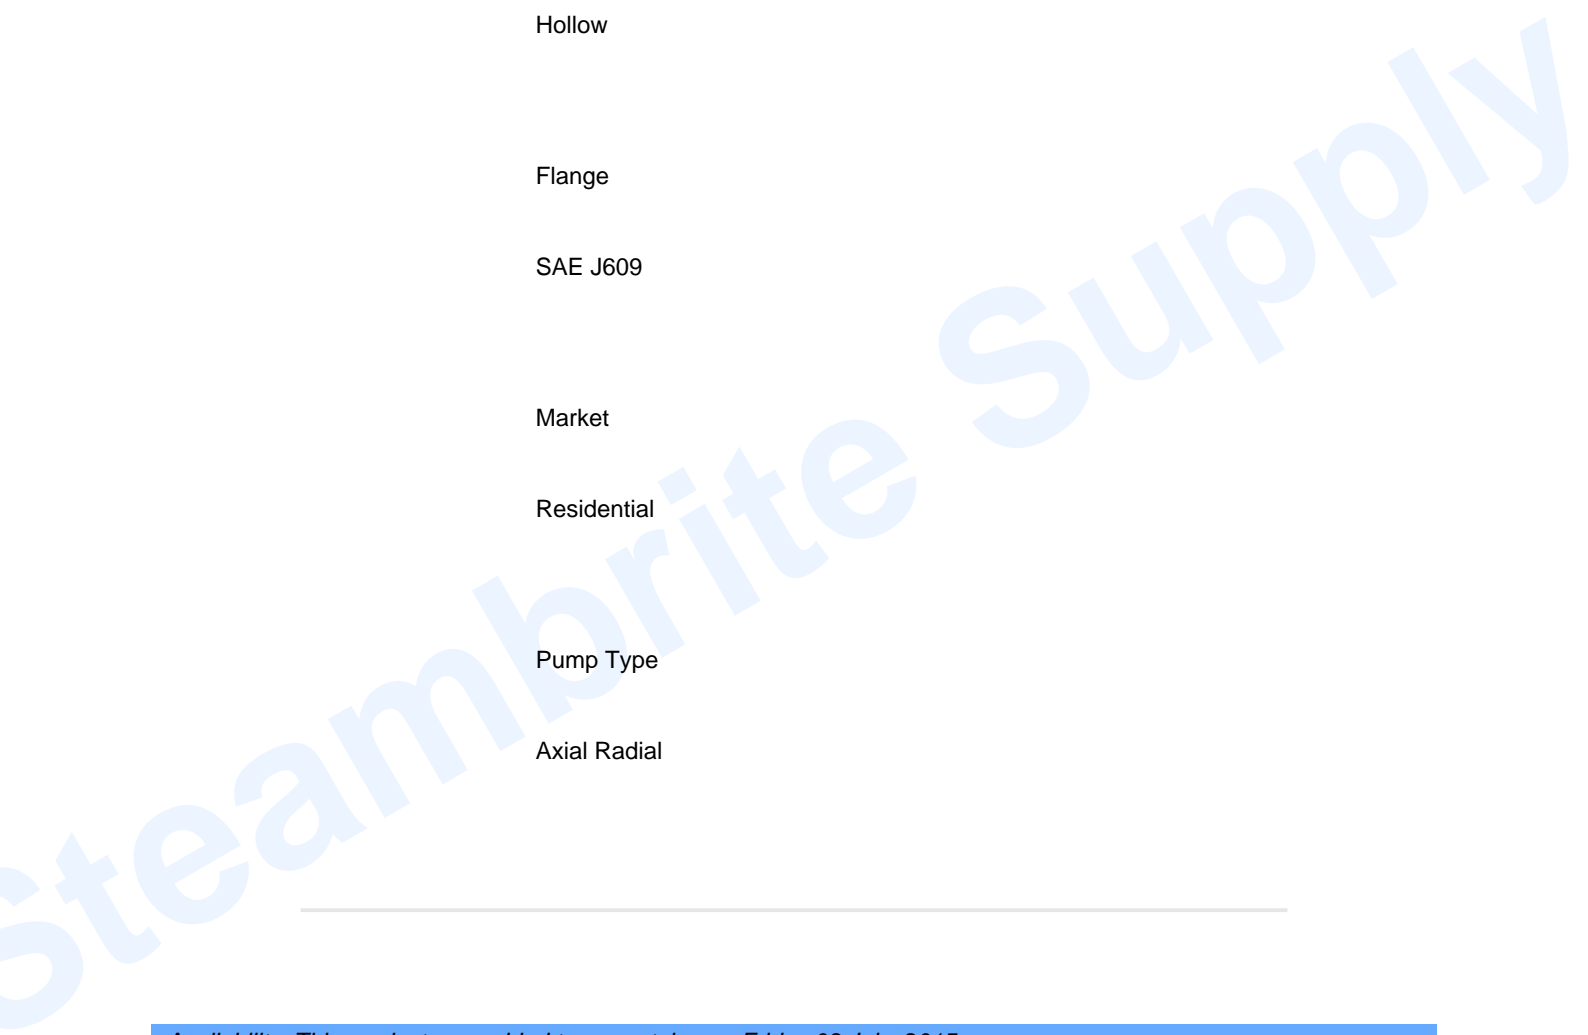 Hollow
Flange
SAE J609
Market
Residential
Pump Type
Axial Radial
Steambrite Supply